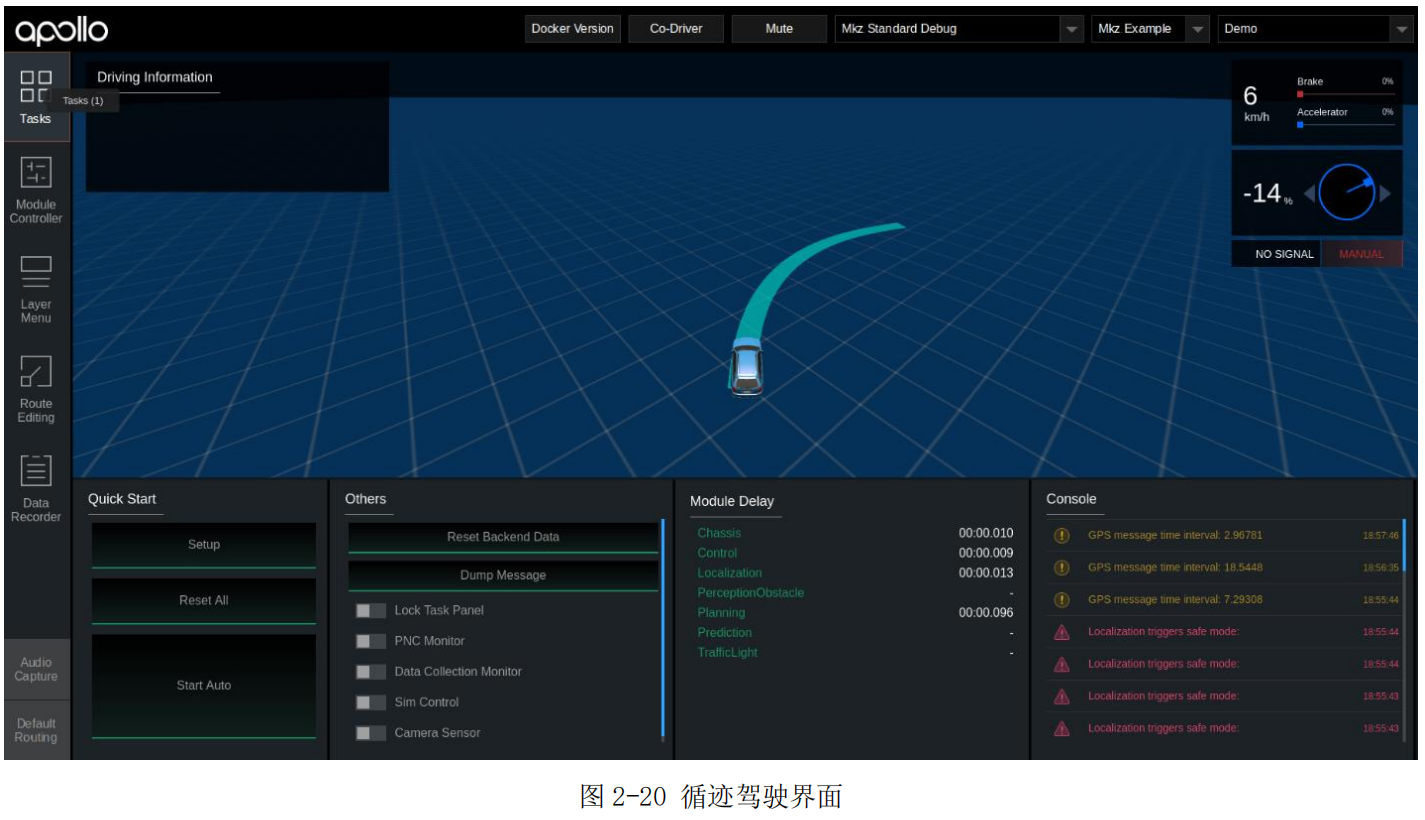 apollo
Docker Version
Co-Driver
Mute
Mkz Standard Debug
Mkz Example
Demo
Tasks
Tasks (1)
Module
Controller
Layer
Menu
Route
Editing
Data
Recorder
Audio
Capture
Default
Routing
Driving Information
6
km/h
Brake 0%
Accelerator 0%
-14 %
NO SIGNAL
MANUAL
Quick Start
Setup
Reset All
Start Auto
Others
Reset Backend Data
Dump Message
Lock Task Panel
PNC Monitor
Data Collection Monitor
Sim Control
Camera Sensor
Module Delay
Chassis 00:00.010
Control 00:00.009
Localization 00:00.013
PerceptionObstacle -
Planning 00:00.096
Prediction -
TrafficLight -
Console
GPS message time interval: 2.96781 18:57:46
GPS message time interval: 18.5448 18:56:35
GPS message time interval: 7.29308 18:55:44
Localization triggers safe mode: 18:55:44
Localization triggers safe mode: 18:55:44
Localization triggers safe mode: 18:55:43
Localization triggers safe mode: 18:55:43
图 2-20 循迹驾驶界面